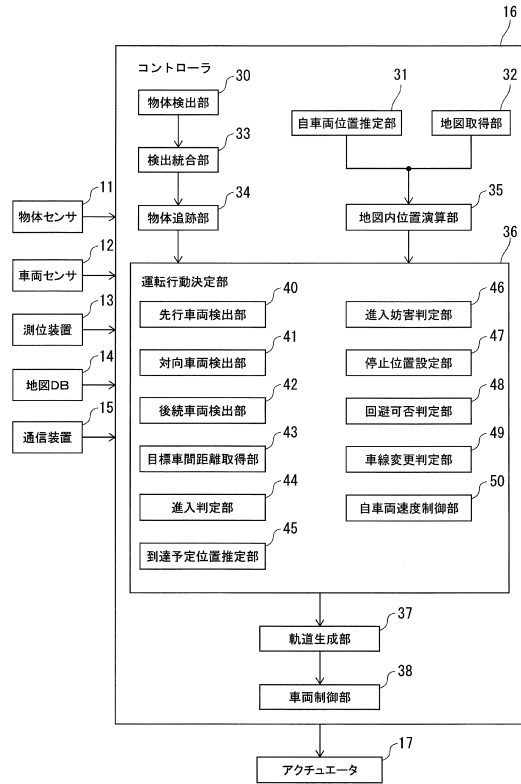 16
コントローラ
30
物体検出部
31
自車両位置推定部
32
地図取得部
33
検出統合部
34
物体追跡部
35
地図内位置演算部
11
物体センサ
12
車両センサ
13
測位装置
14
地図DB
15
通信装置
36
運転行動決定部
40
先行車両検出部
41
対向車両検出部
42
後続車両検出部
43
目標車間距離取得部
44
進入判定部
45
到達予定位置推定部
46
進入妨害判定部
47
停止位置設定部
48
回避可否判定部
49
車線変更判定部
50
自車両速度制御部
37
軌道生成部
38
車両制御部
17
アクチュエータ